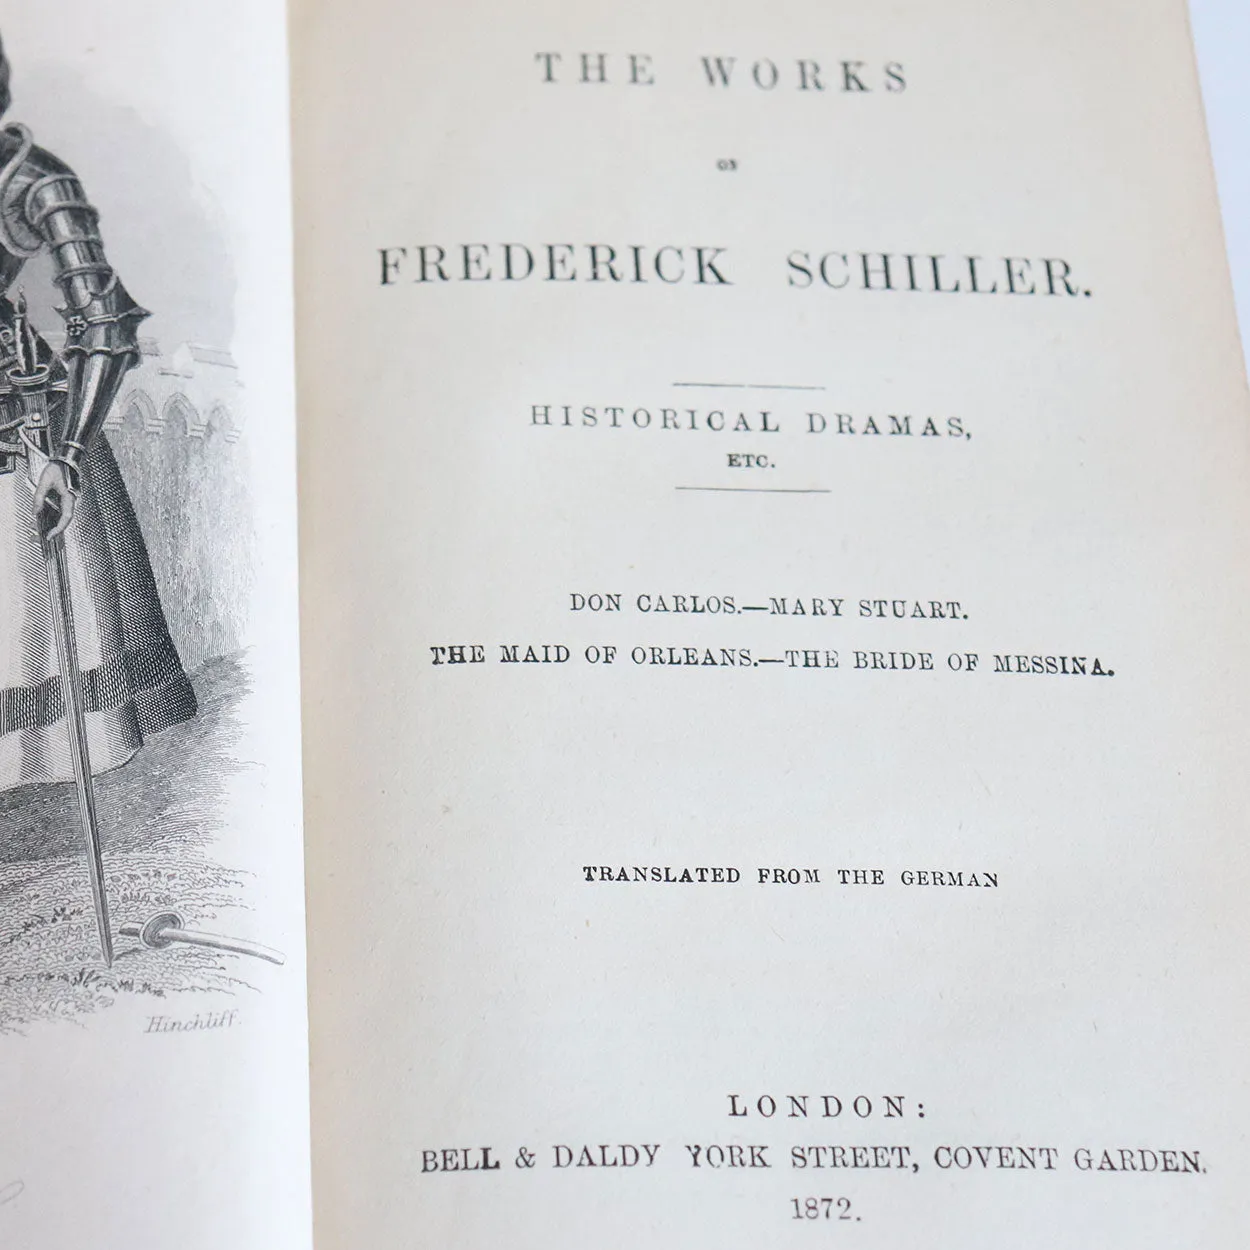 THE WORKS
OF
FREDERICK SCHILLER.
HISTORICAL DRAMAS,
ETC.
DON CARLOS.—MARY STUART.
THE MAID OF ORLEANS.—THE BRIDE OF MESSINA.
TRANSLATED FROM THE GERMAN
LONDON:
BELL & DALDY YORK STREET, COVENT GARDEN.
1872.
Hinchliff.